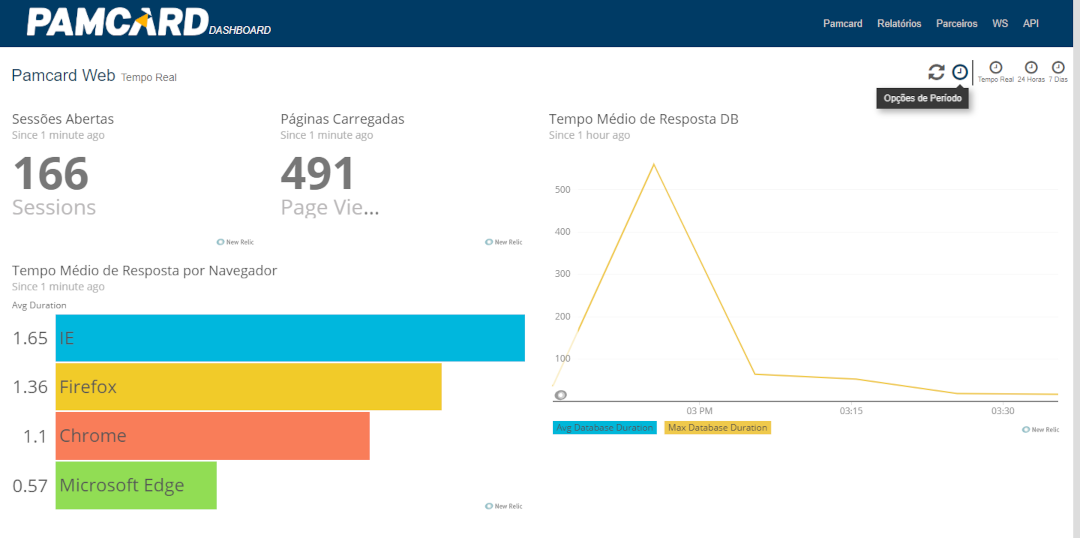 PAMCARD DASHBOARD
Pamcard Relatórios Parceiros WS API
Pamcard Web Tempo Real
Tempo Real 24 Horas 7 Dias
Opções de Período
Sessões Abertas
Since 1 minute ago
166
Sessions
New Relic
Páginas Carregadas
Since 1 minute ago
491
Page Vie...
New Relic
Tempo Médio de Resposta DB
Since 1 hour ago
500
400
300
200
100
03 PM 03:15 03:30
Avg Database Duration Max Database Duration
New Relic
Tempo Médio de Resposta por Navegador
Since 1 minute ago
Avg Duration
1.65 IE
1.36 Firefox
1.1 Chrome
0.57 Microsoft Edge
New Relic